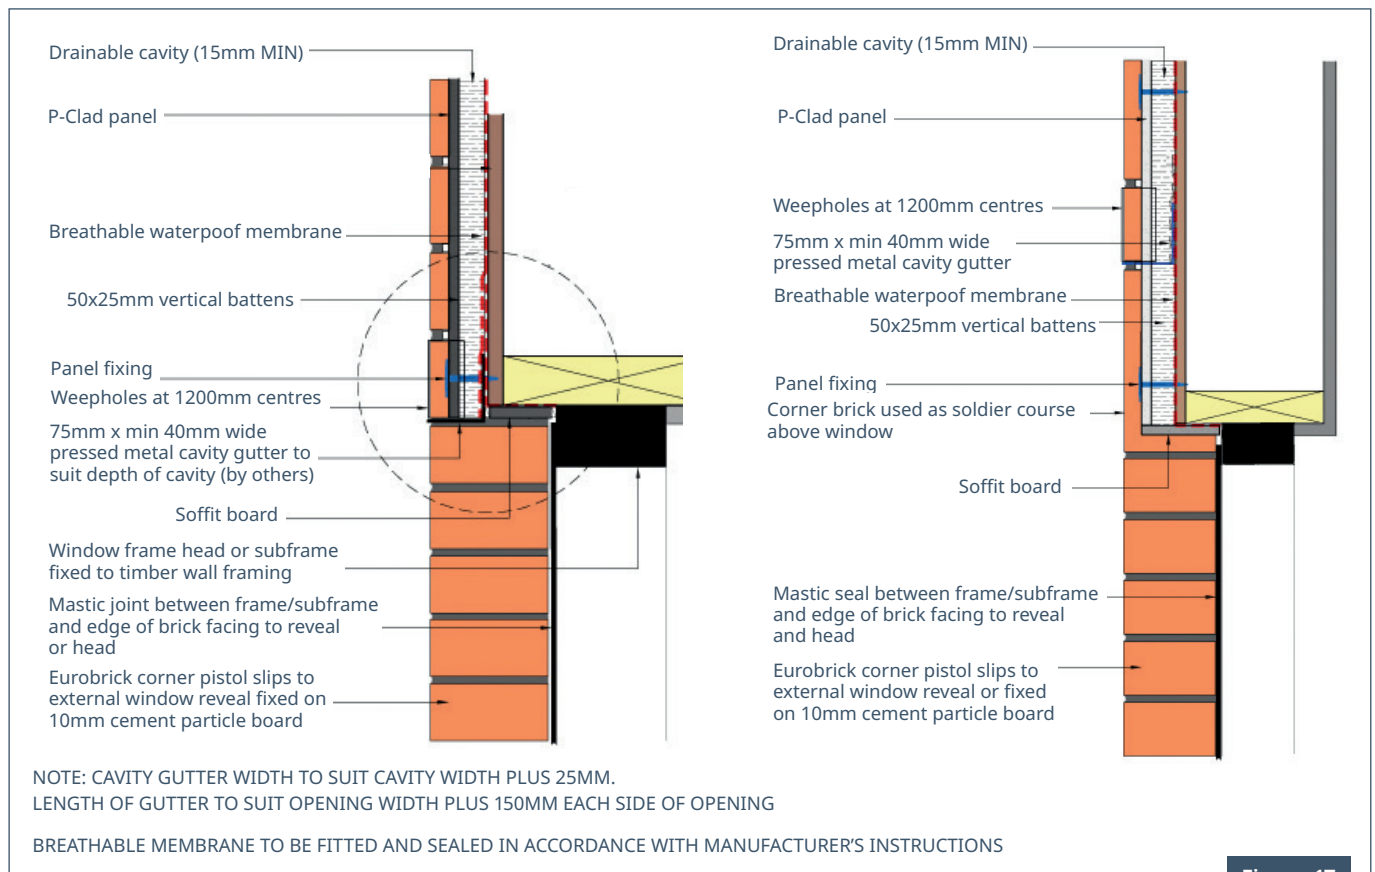 Drainable cavity (15mm MIN)
P-Clad panel
Breathable waterpoof membrane
50x25mm vertical battens
Panel fixing
Weepholes at 1200mm centres
75mm x min 40mm wide
pressed metal cavity gutter to
suit depth of cavity (by others)
Soffit board
Window frame head or subframe
fixed to timber wall framing
Mastic joint between frame/subframe
and edge of brick facing to reveal
or head
Eurobrick corner pistol slips to
external window reveal fixed on
10mm cement particle board
Drainable cavity (15mm MIN)
P-Clad panel
Weepholes at 1200mm centres
75mm x min 40mm wide
pressed metal cavity gutter
Breathable waterpoof membrane
50x25mm vertical battens
Panel fixing
Corner brick used as soldier course
above window
Soffit board
Mastic seal between frame/subframe
and edge of brick facing to reveal
and head
Eurobrick corner pistol slips to
external window reveal or fixed
on 10mm cement particle board
NOTE: CAVITY GUTTER WIDTH TO SUIT CAVITY WIDTH PLUS 25MM.
LENGTH OF GUTTER TO SUIT OPENING WIDTH PLUS 150MM EACH SIDE OF OPENING
BREATHABLE MEMBRANE TO BE FITTED AND SEALED IN ACCORDANCE WITH MANUFACTURER'S INSTRUCTIONS